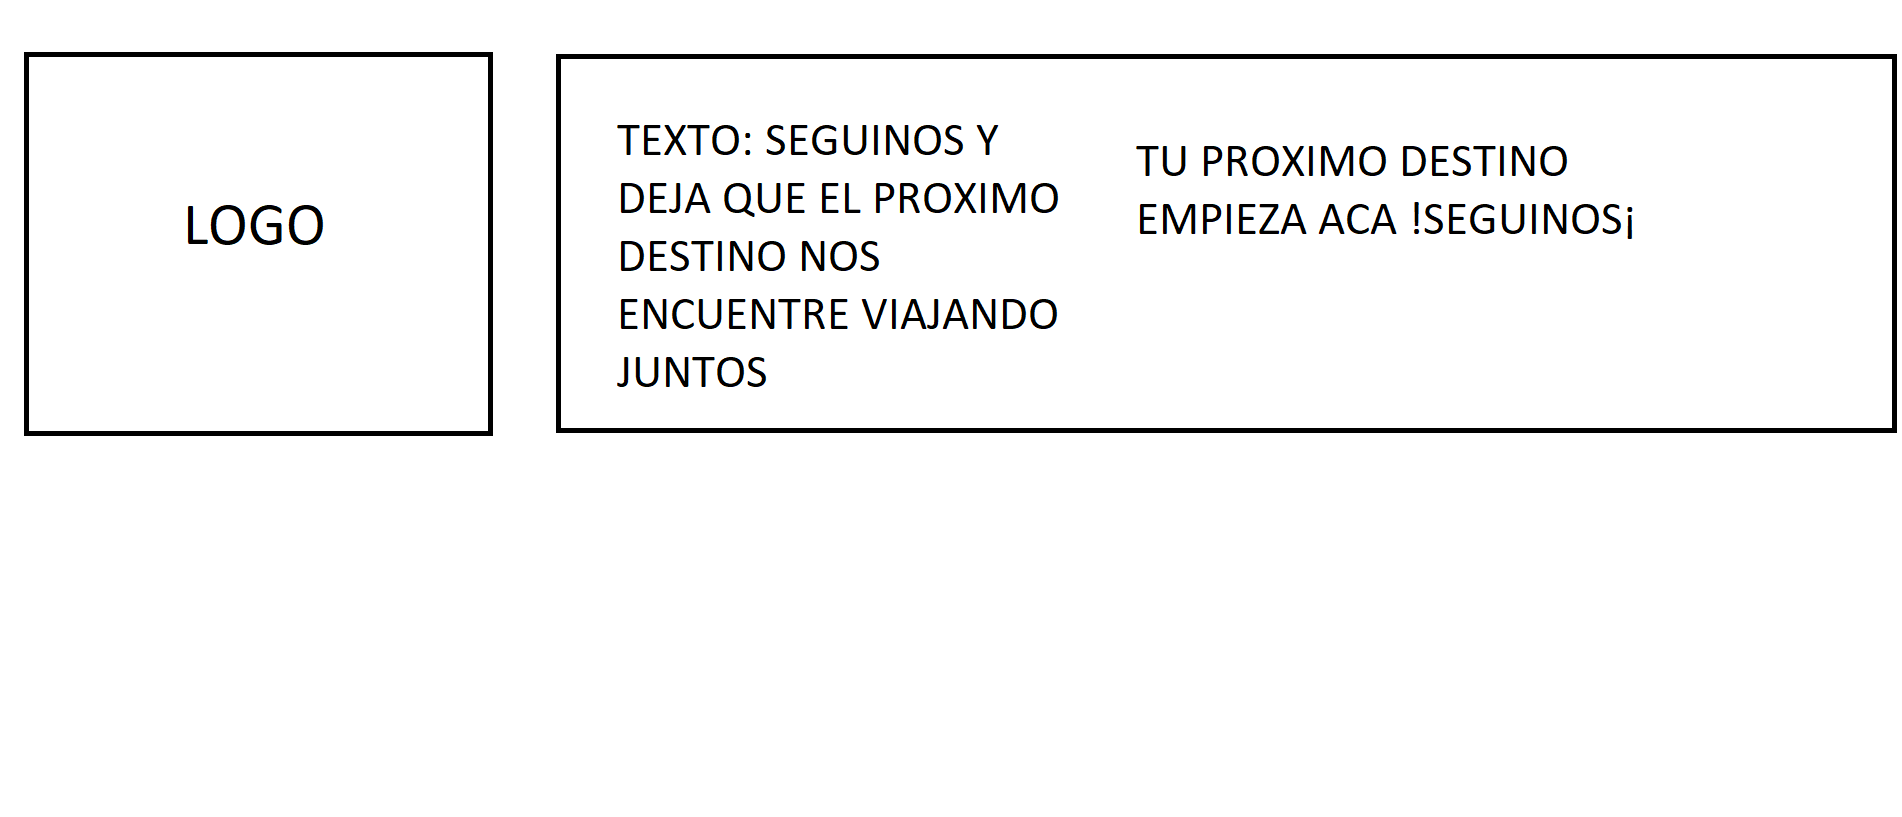 LOGO
TEXTO: SEGUINOS Y
DEJA QUE EL PROXIMO
DESTINO NOS
ENCUENTRE VIAJANDO
JUNTOS
TU PROXIMO DESTINO
EMPIEZA ACA !SEGUINOS¡